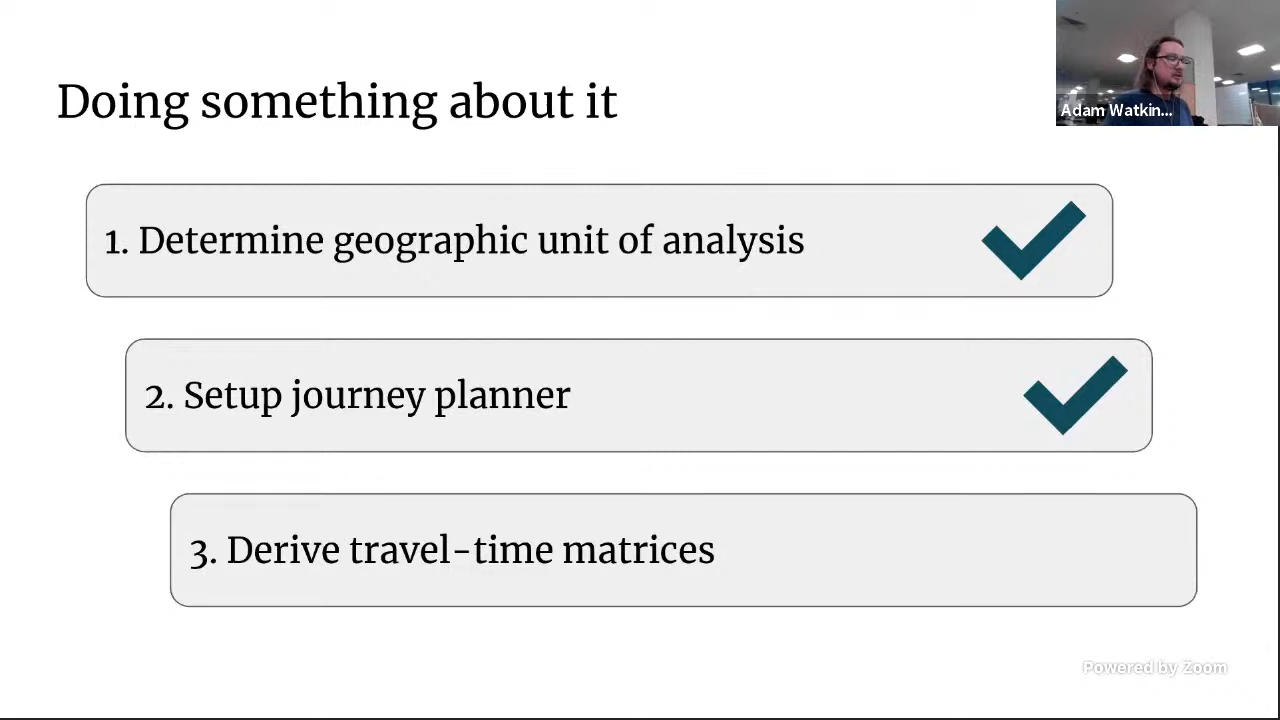 Doing something about it
Adam Watkin...
1. Determine geographic unit of analysis
2. Setup journey planner
3. Derive travel-time matrices
Powered by Zoom